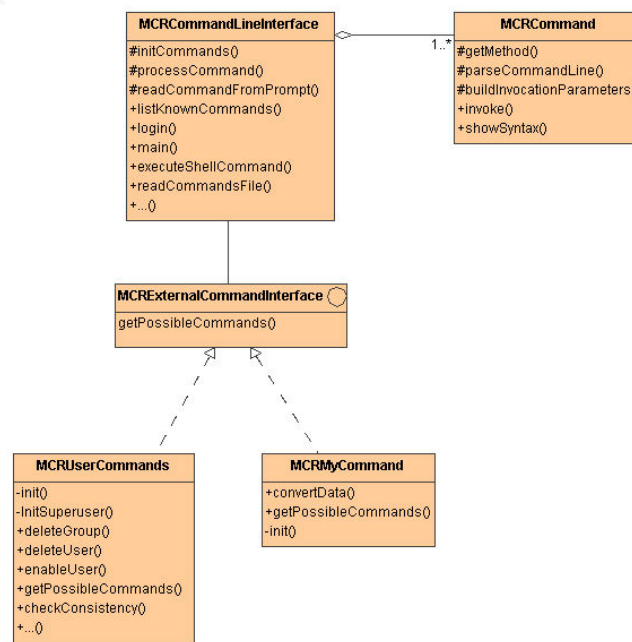 MCRCommandLineInterface
#initCommands()
#processCommand()
#readCommandFromPrompt()
+listKnownCommands()
+login()
+main()
+executeShellCommand()
+readCommandsFile()
+...()
1..*
MCRCommand
#getMethod()
#parseCommandLine()
#buildInvocationParameters
+invoke()
+showSyntax()
MCRExternalCommandInterface
getPossibleCommands()
MCRUserCommands
-init()
-InitSuperuser()
+deleteGroup()
+deleteUser()
+enableUser()
+getPossibleCommands()
+checkConsistency()
+...()
MCRMyCommand
+convertData()
+getPossibleCommands()
-init()